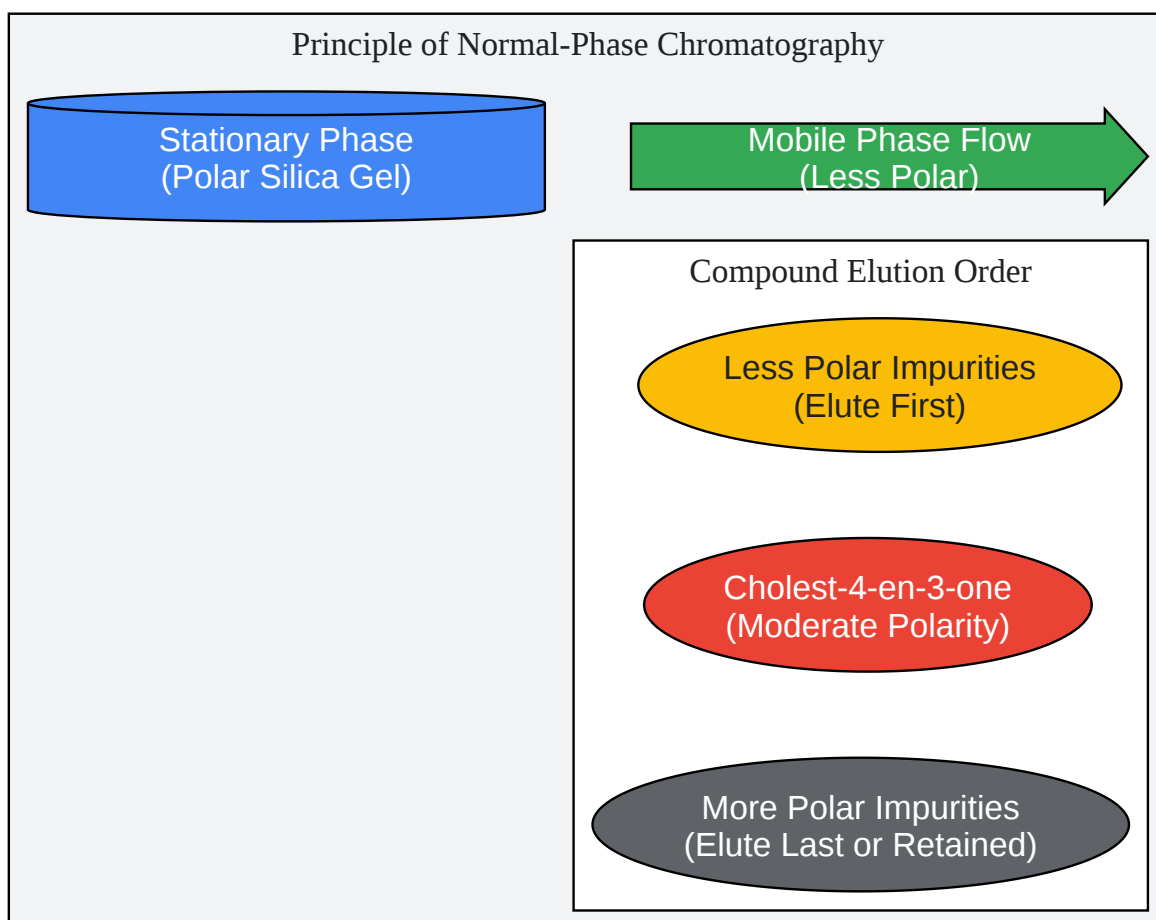 Principle of Normal-Phase Chromatography
Stationary Phase
(Polar Silica Gel)
Mobile Phase Flow
(Less Polar)
Compound Elution Order
Less Polar Impurities
(Elute First)
Cholest-4-en-3-one
(Moderate Polarity)
More Polar Impurities
(Elute Last or Retained)